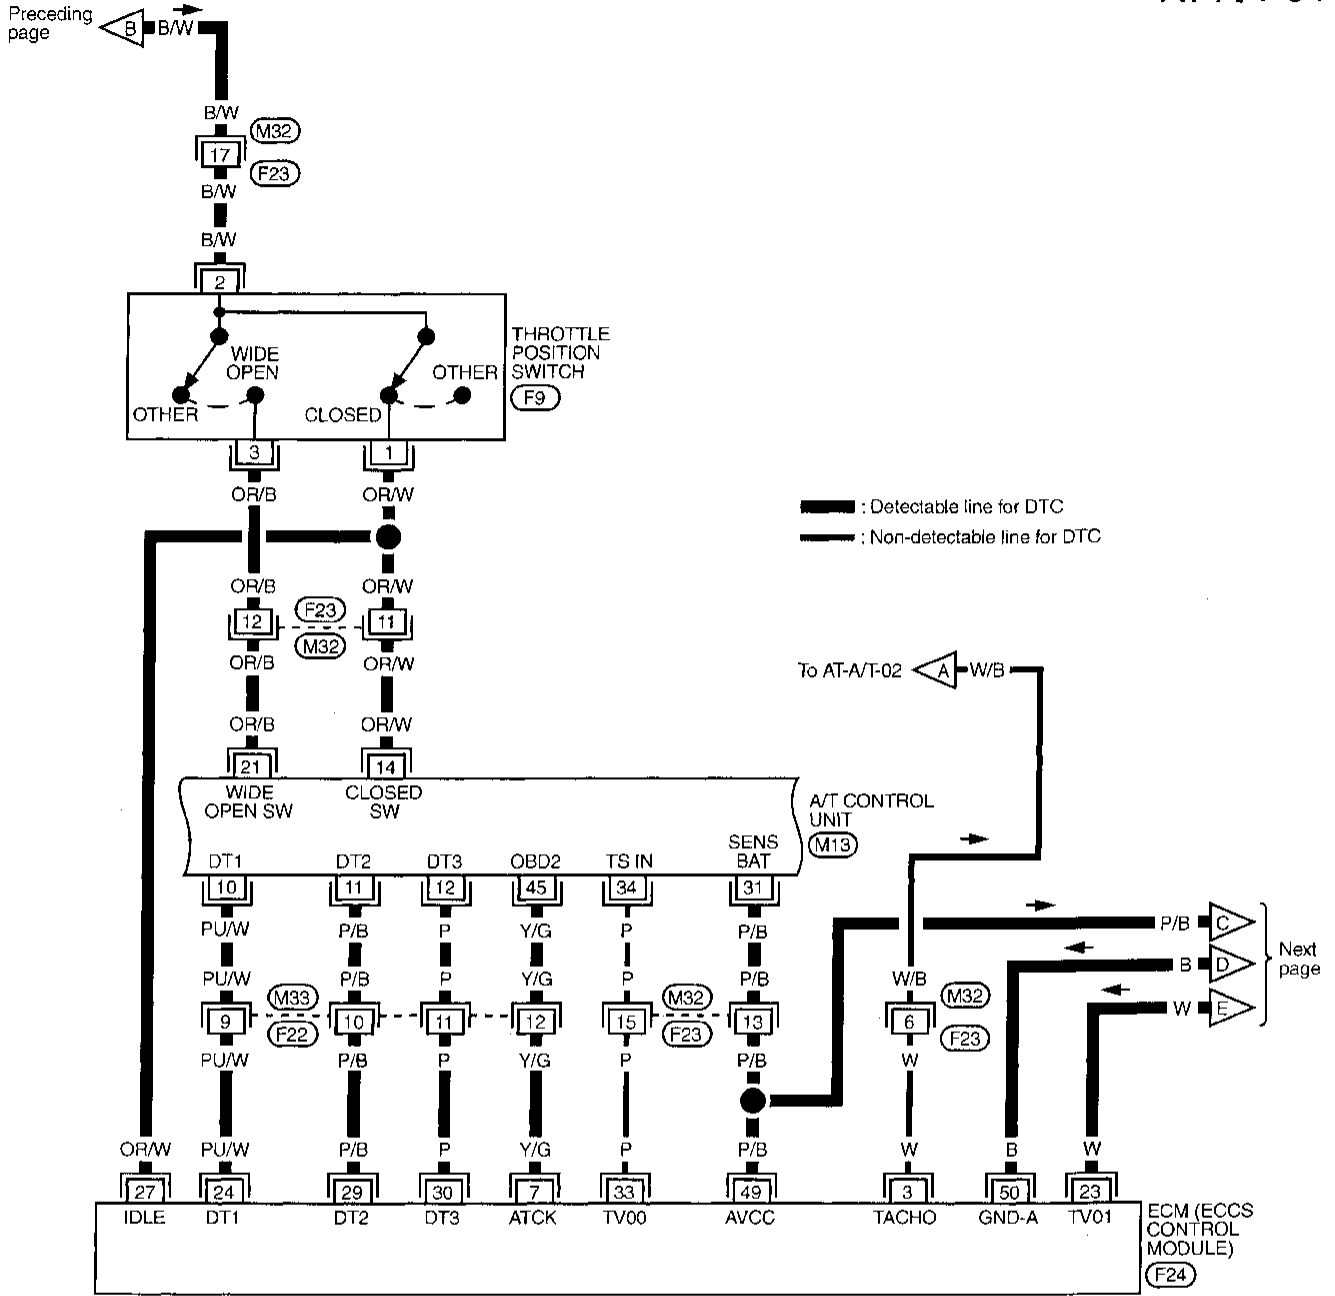 Preceding
page
B
B/W
B/W
M32
17
F23
B/W
B/W
2
THROTTLE
POSITION
SWITCH
F9
WIDE
OPEN
OTHER
OTHER
CLOSED
3
1
OR/B
OR/W
: Detectable line for DTC
: Non-detectable line for DTC
OR/B
OR/W
12
F23
11
M32
OR/B
OR/W
To AT-A/T-02
A
W/B
OR/B
OR/W
21
14
WIDE
OPEN SW
CLOSED
SW
A/T CONTROL
UNIT
M13
DT1
DT2
DT3
OBD2
TS IN
SENS
BAT
10
11
12
45
34
31
PU/W
P/B
P
Y/G
P
P/B
P/B
C
B
D
W
E
Next
page
PU/W
P/B
P
Y/G
P
P/B
W/B
M33
M32
M32
9
10
11
12
15
13
6
F22
F23
F23
PU/W
P/B
P
Y/G
P
P/B
W
OR/W
PU/W
P/B
P
Y/G
P
P/B
W
B
W
27
24
29
30
7
33
49
3
50
23
IDLE
DT1
DT2
DT3
ATCK
TV00
AVCC
TACHO
GND-A
TV01
ECM (ECCS
CONTROL
MODULE)
F24